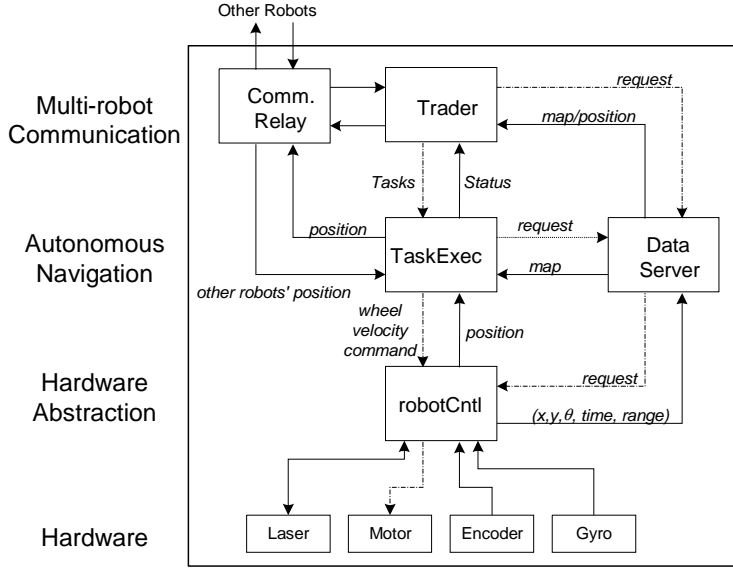 Other Robots
Multi-robot
Communication
Comm.
Relay
Trader
request
map/position
Tasks
Status
Autonomous
Navigation
position
TaskExec
request
map
Data
Server
other robots' position
wheel
velocity
command
position
Hardware
Abstraction
robotCntl
request
(x,y,θ, time, range)
Hardware
Laser
Motor
Encoder
Gyro